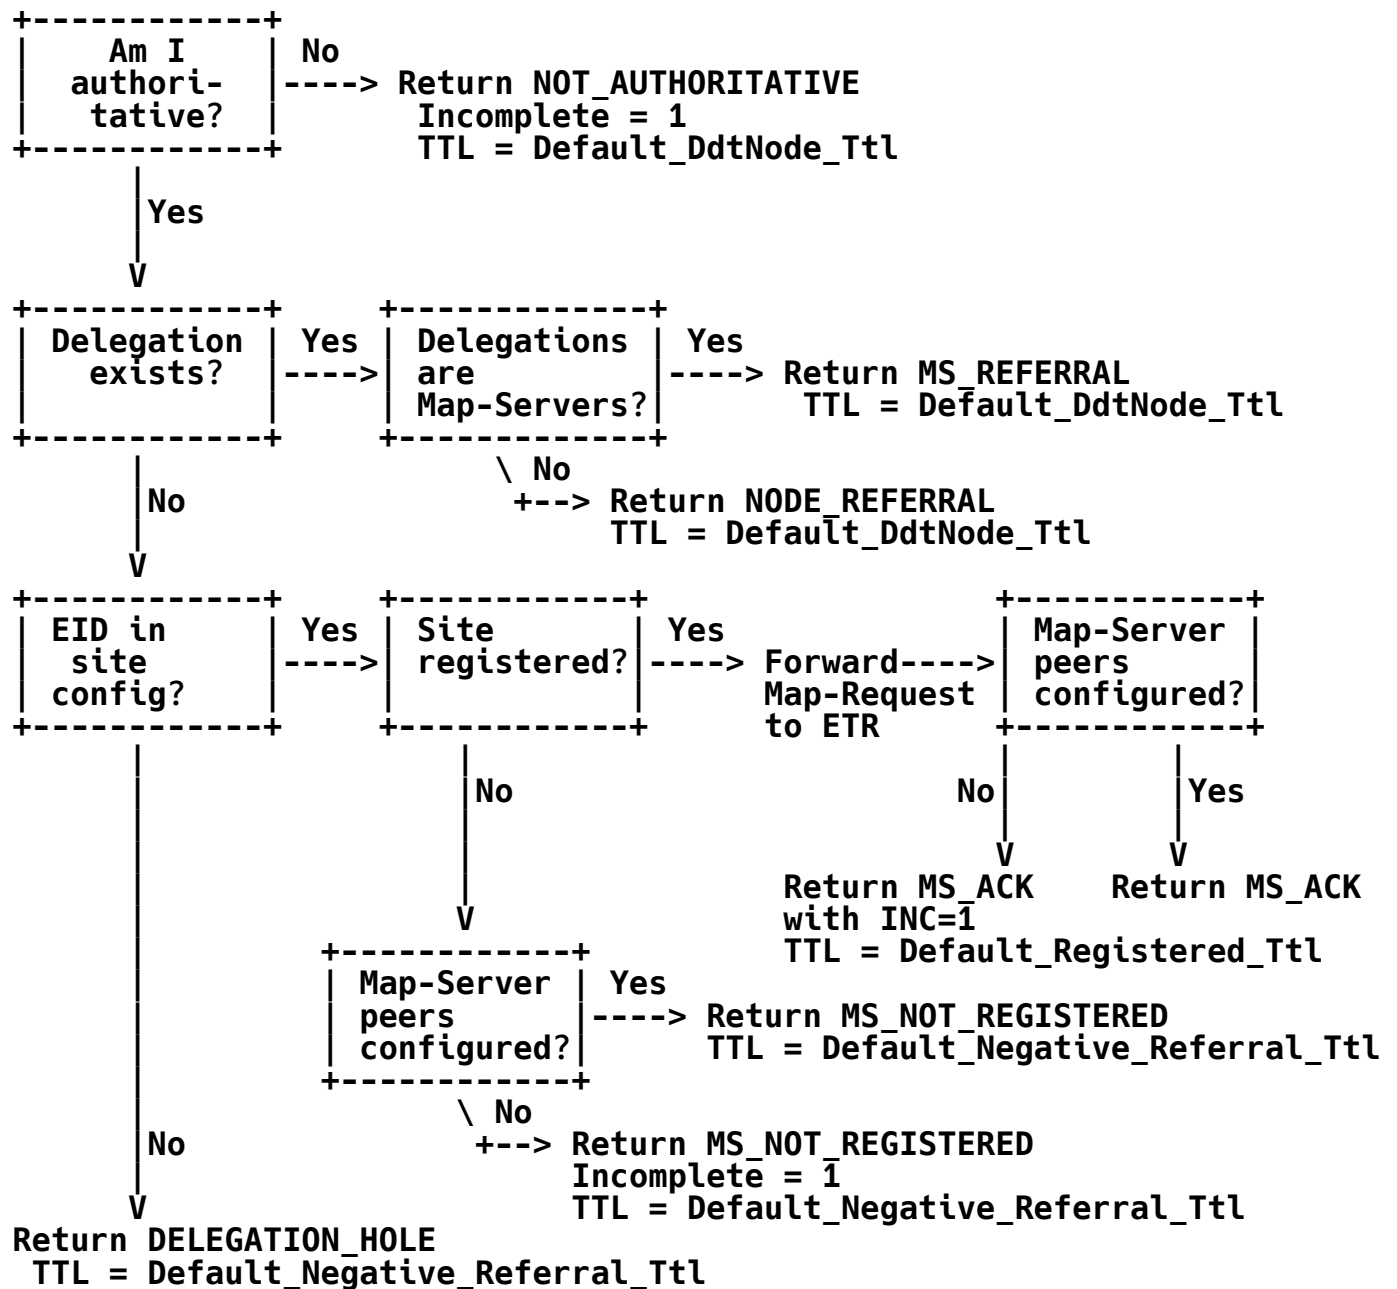 +------------+
|    Am I    | No
|  authori-  |----> Return NOT_AUTHORITATIVE
|   tative?  |       Incomplete = 1
+------------+       TTL = Default_DdtNode_Ttl
      |
      |Yes
      |
      V
+------------+     +-------------+
| Delegation | Yes | Delegations | Yes
|   exists?  |---->| are         |----> Return MS_REFERRAL
|            |     | Map-Servers?|       TTL = Default_DdtNode_Ttl
+------------+     +-------------+
      |                  \ No
      |No                 +--> Return NODE_REFERRAL
      |                        TTL = Default_DdtNode_Ttl
      V
+------------+     +------------+                  +------------+
| EID in     | Yes | Site       | Yes              | Map-Server |
|  site      |---->| registered?|----> Forward---->| peers      |
| config?    |     |            |      Map-Request | configured?|
+------------+     +------------+      to ETR      +------------+
      |                |                           |        |
      |                |No                       No|        |Yes
      |                |                           |        |
      |                |                           V        V
      |                |                Return MS_ACK    Return MS_ACK
      |                V                with INC=1
      |         +------------+          TTL = Default_Registered_Ttl
      |         | Map-Server | Yes
      |         | peers      |----> Return MS_NOT_REGISTERED
      |         | configured?|      TTL = Default_Negative_Referral_Ttl
      |         +------------+
      |                \ No
      |No               +--> Return MS_NOT_REGISTERED
      |                      Incomplete = 1
      V                      TTL = Default_Negative_Referral_Ttl
Return DELEGATION_HOLE
 TTL = Default_Negative_Referral_Ttl